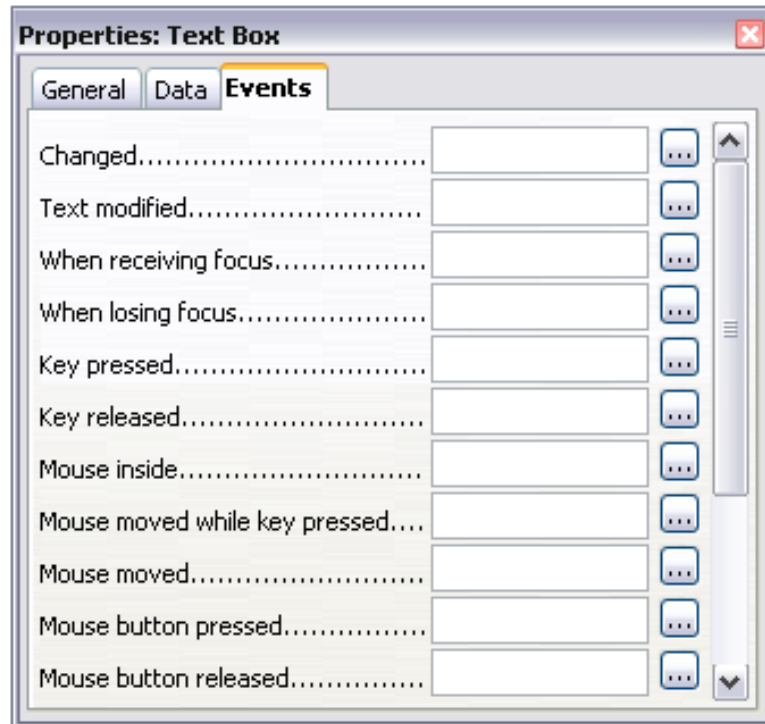 Properties: Text Box
General Data Events
Changed................................ ...
Text modified.......................... ...
When receiving focus................. ...
When losing focus..................... ...
Key pressed............................ ...
Key released........................... ...
Mouse inside........................... ...
Mouse moved while key pressed.... ...
Mouse moved.......................... ...
Mouse button pressed................ ...
Mouse button released............... ...